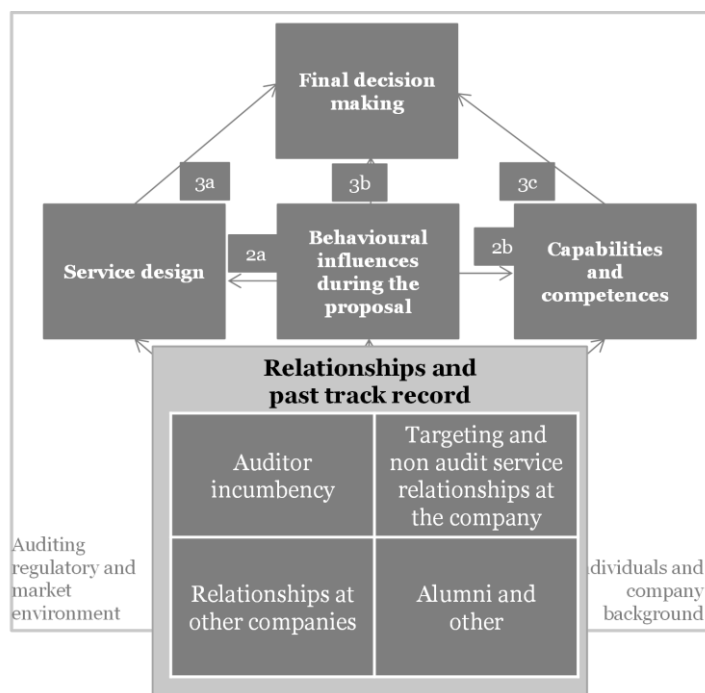 Final decision
making
3a
3b
3c
Service design
2a
Behavioural
influences
during the
proposal
2b
Capabilities
and
competences
Relationships and
past track record
Auditor
incumbency
Targeting and
non audit service
relationships at
the company
Relationships at
other companies
Alumni and
other
Auditing
regulatory and
market
environment
dividuals and
company
background